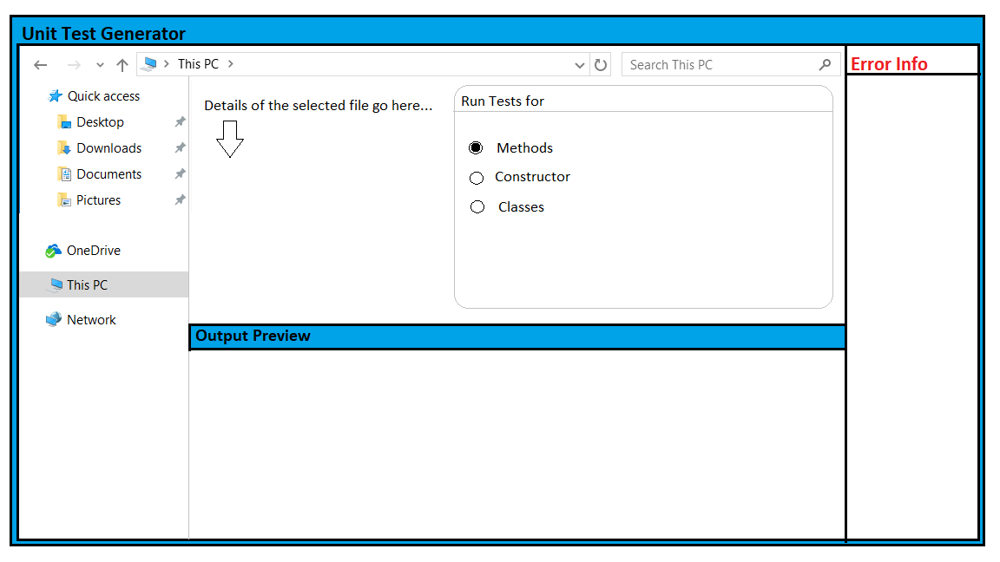 Unit Test Generator
This PC
Search This PC
Error Info
Quick access
Desktop
Downloads
Documents
Pictures
OneDrive
This PC
Network
Details of the selected file go here...
Run Tests for
Methods
Constructor
Classes
Output Preview